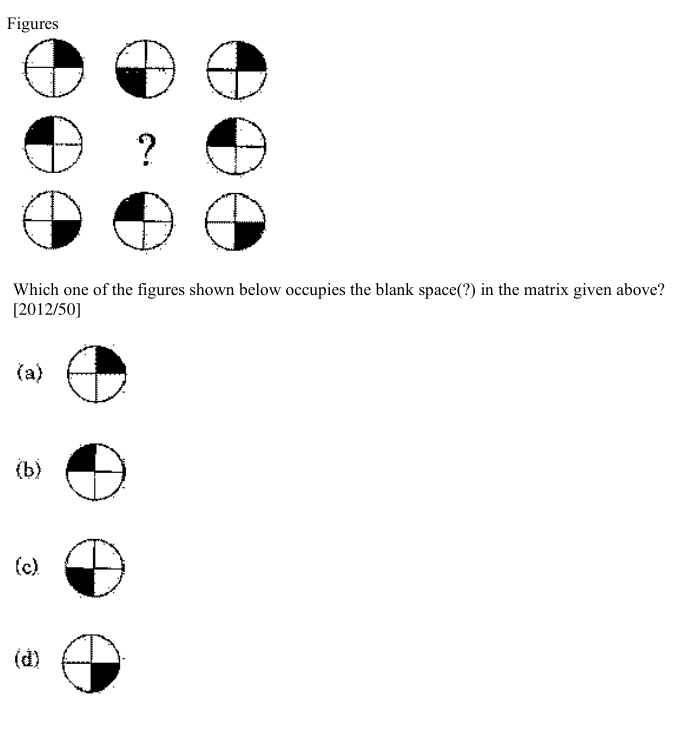 Figures
?
Which one of the figures shown below occupies the blank space(?) in the matrix given above?
[2012/50]
(a)
(b)
(c)
(d)